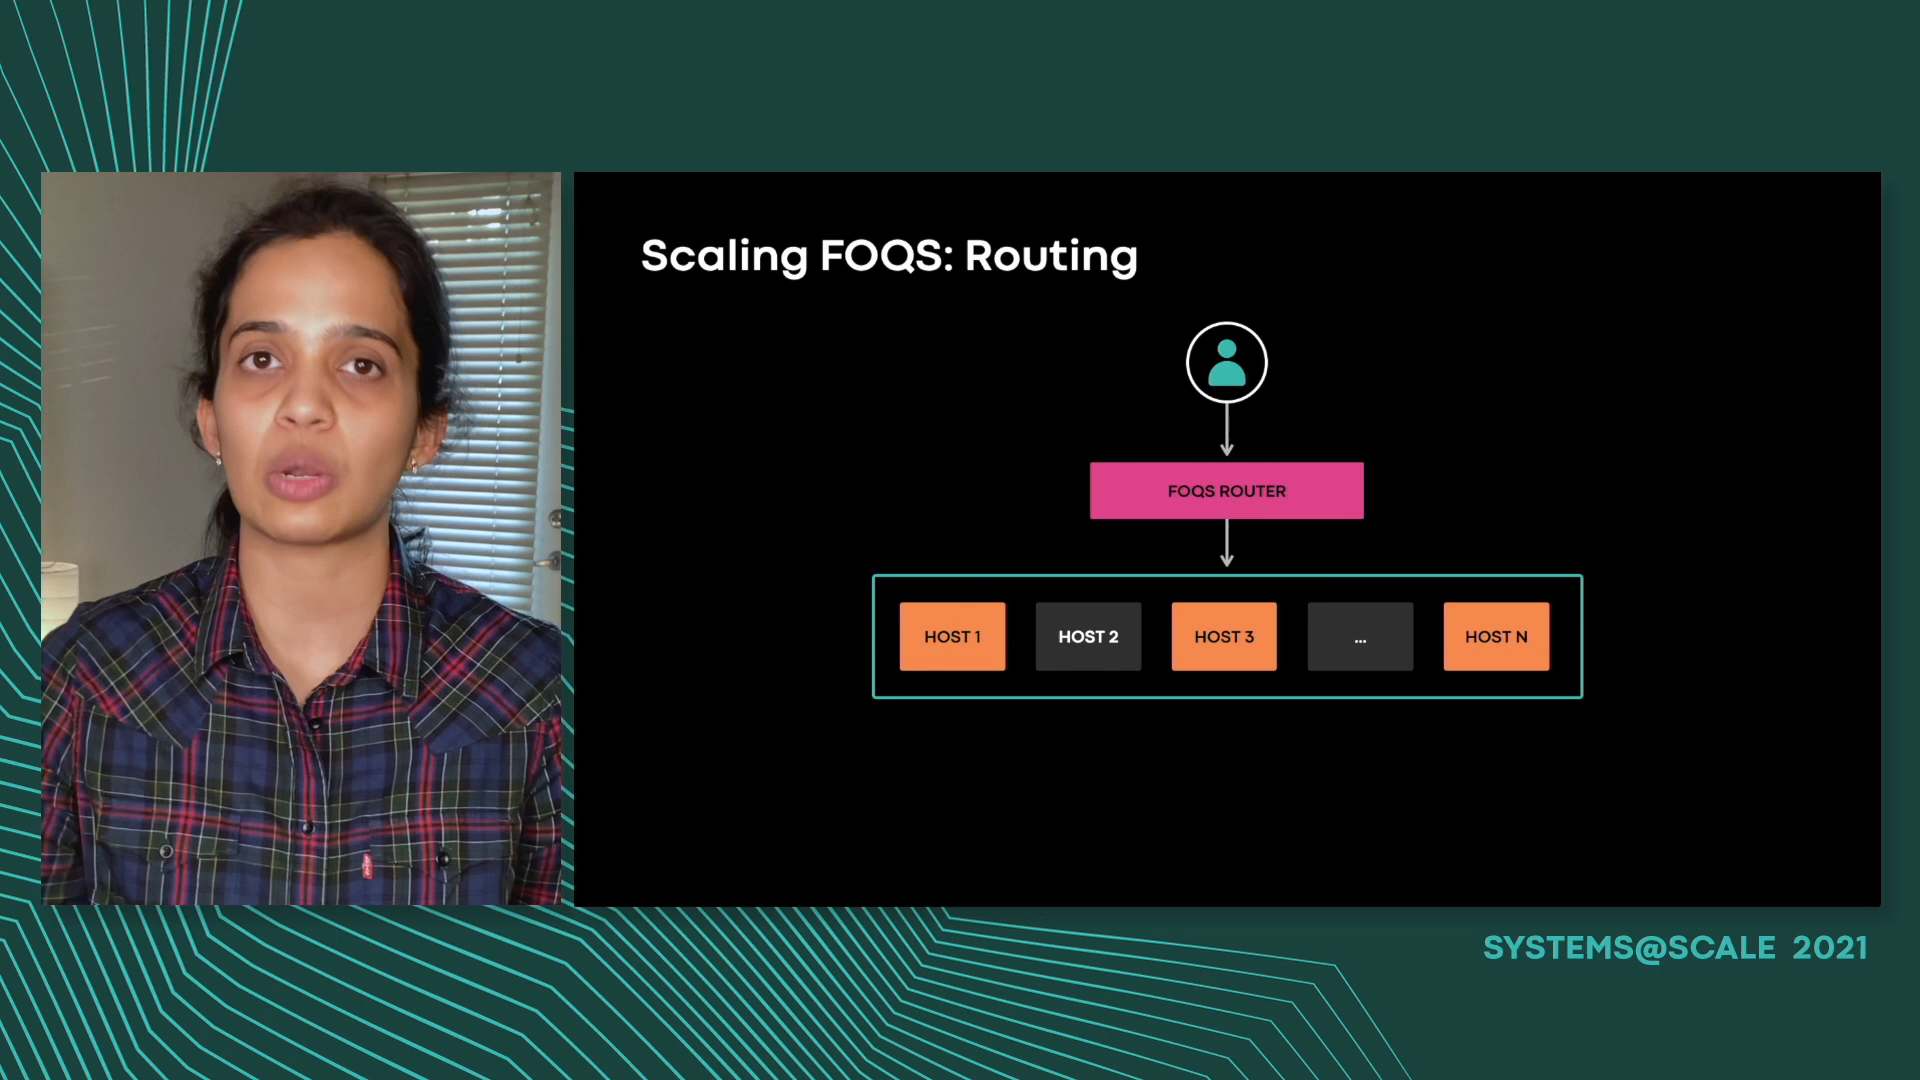 Scaling FOQS: Routing
FOQS ROUTER
HOST 1
HOST 2
HOST 3
...
HOST N
SYSTEMS@SCALE 2021